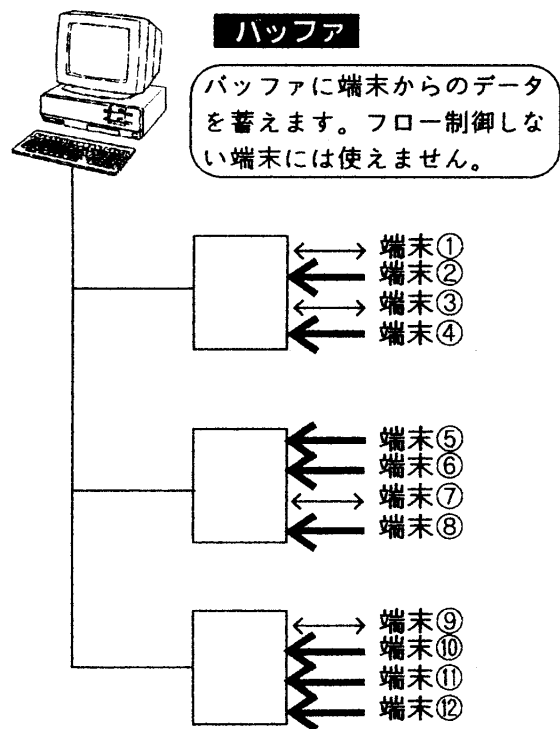 バッファ
バッファに端末からのデータ
を蓄えます。フロー制御しな
い端末には使えません。
端末①
端末②
端末③
端末④
端末⑤
端末⑥
端末⑦
端末⑧
端末⑨
端末⑩
端末⑪
端末⑫